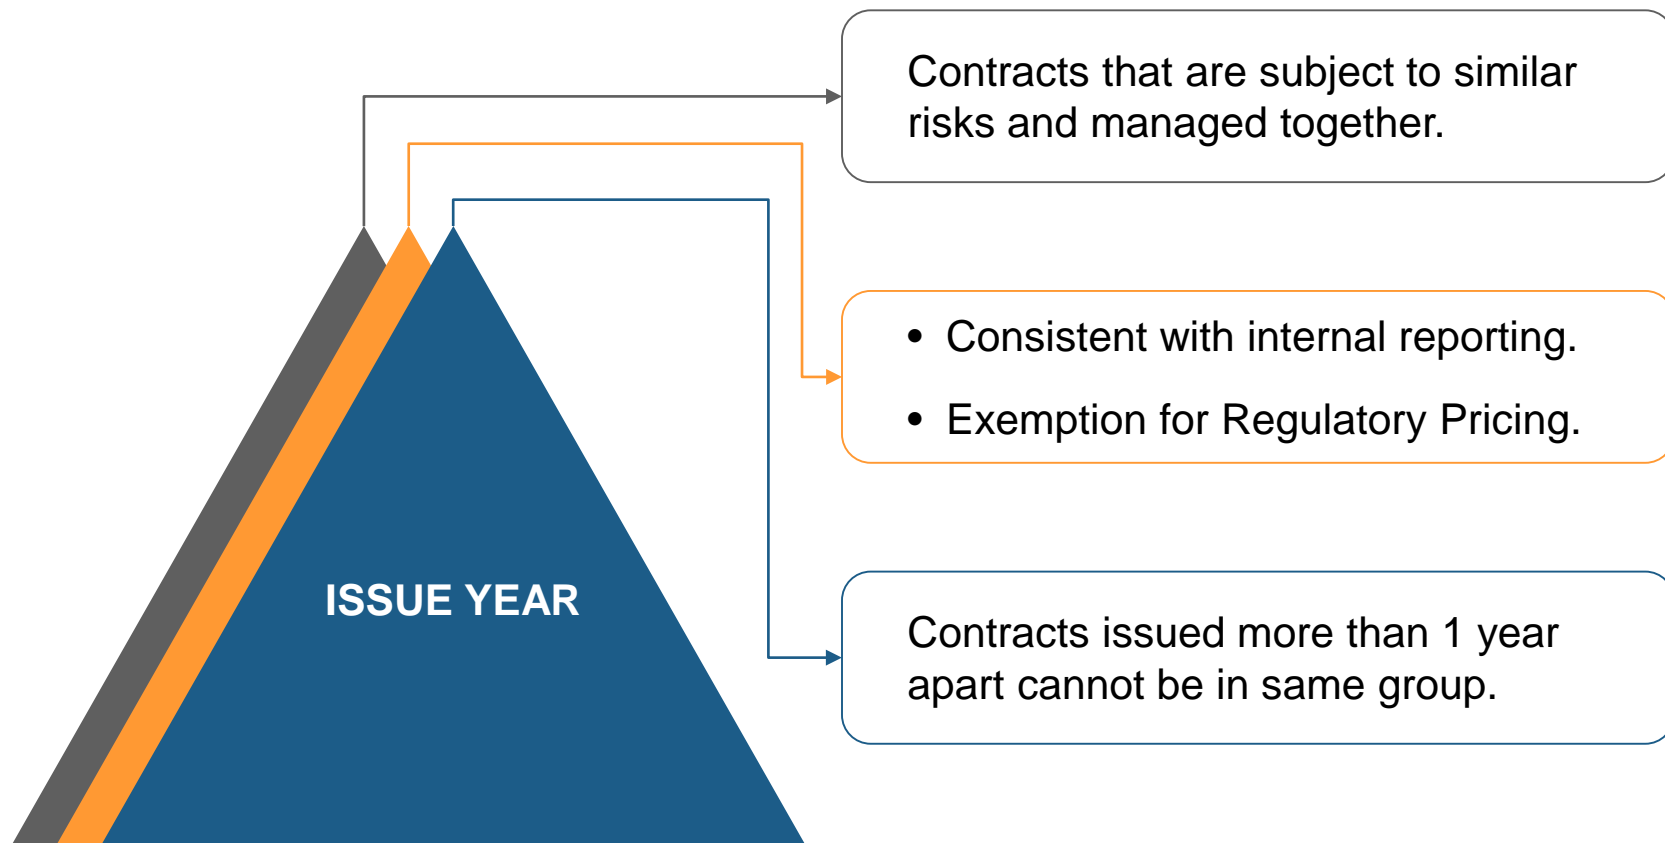 Contracts that are subject to similar
risks and managed together.
• Consistent with internal reporting.
• Exemption for Regulatory Pricing.
ISSUE YEAR
Contracts issued more than 1 year
apart cannot be in same group.